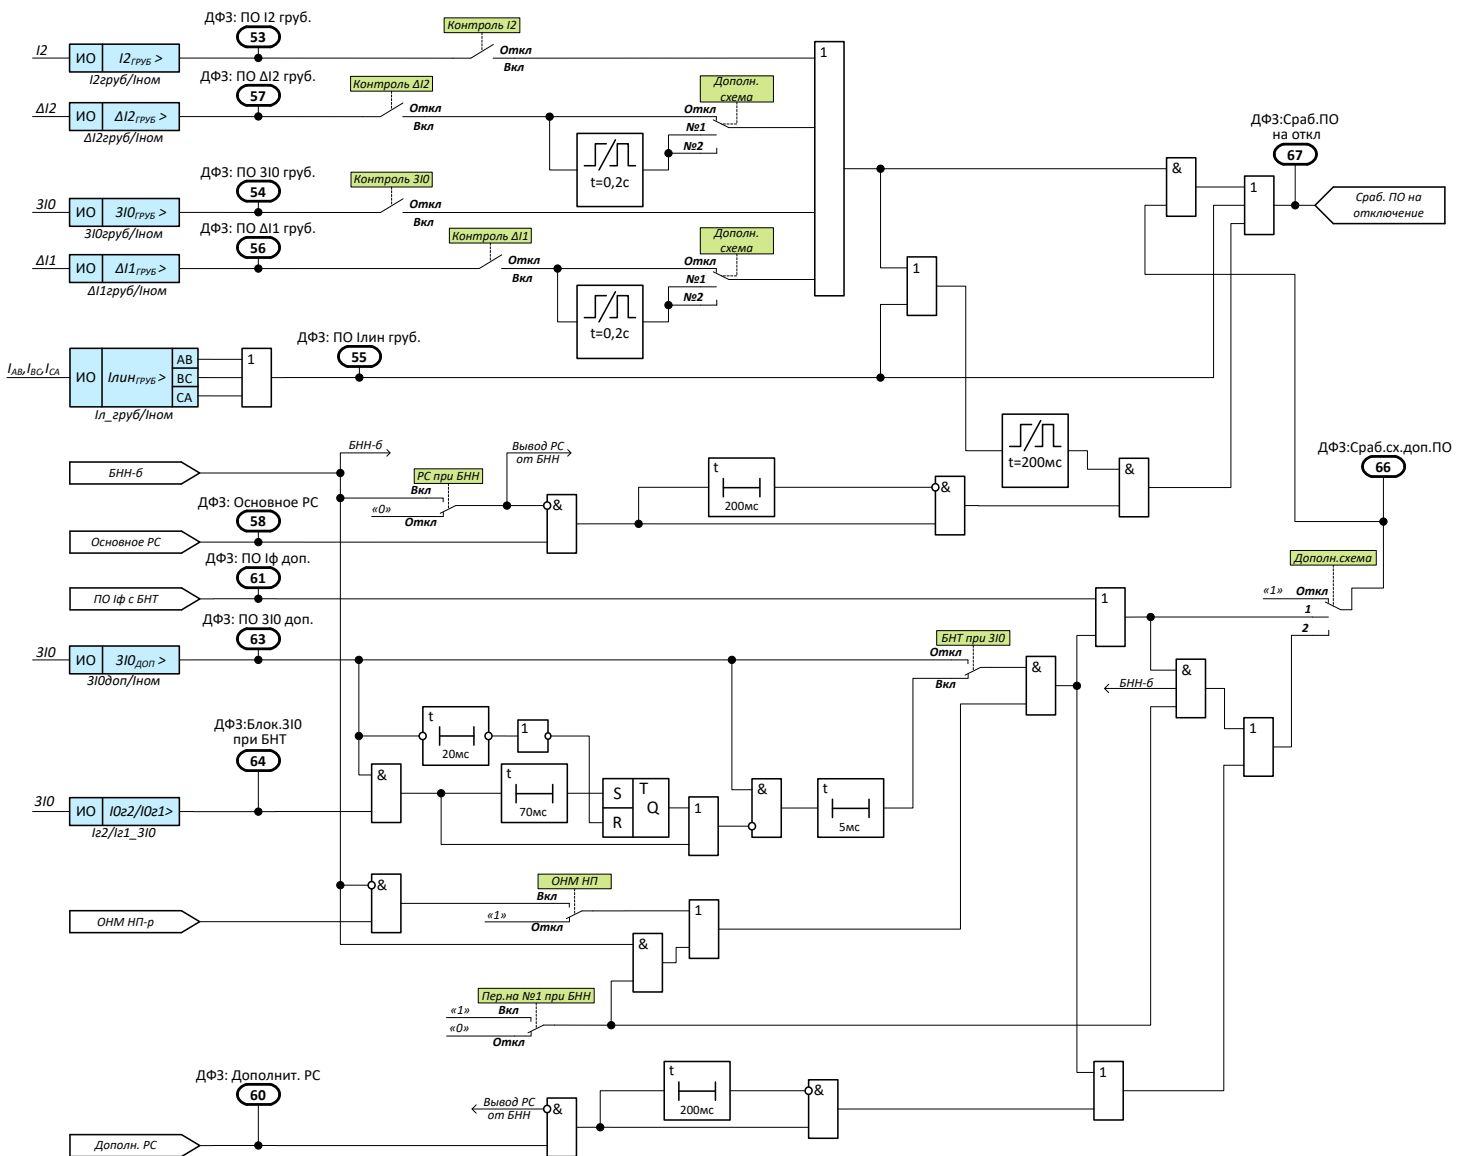 ДФЗ: ПО I2 груб.
53
I2
ИО
I2ГРУБ >
I2груб/Iном
Контроль I2
Откл
Вкл
1
ДФЗ: ПО ΔI2 груб.
57
ΔI2
ИО
ΔI2ГРУБ >
ΔI2груб/Iном
Контроль ΔI2
Откл
Вкл
t=0,2с
Дополн.
схема
Откл
№1
№2
ДФЗ: ПО 3I0 груб.
54
3I0
ИО
3I0ГРУБ >
3I0груб/Iном
Контроль 3I0
Откл
Вкл
ДФЗ: ПО ΔI1 груб.
56
ΔI1
ИО
ΔI1ГРУБ >
ΔI1груб/Iном
Контроль ΔI1
Откл
Вкл
t=0,2с
Дополн.
схема
Откл
№1
№2
&
1
1
ДФЗ:Сраб.ПО
на откл
67
Сраб. ПО на
отключение
ДФЗ: ПО Iлин груб.
55
IAB,IBC,ICA
ИО
IлинГРУБ >
AB
BC
CA
1
Iл_груб/Iном
БНН-б
БНН-б
РС при БНН
Вкл
«0»
Откл
Вывод РС
от БНН
&
t
200мс
&
t=200мс
&
ДФЗ:Сраб.сх.доп.ПО
66
ДФЗ: Основное РС
58
Основное РС
ДФЗ: ПО Iф доп.
61
ПО Iф с БНТ
1
Дополн.схема
«1»
Откл
1
2
ДФЗ: ПО 3I0 доп.
63
3I0
ИО
3I0ДОП >
3I0доп/Iном
БНТ при 3I0
Откл
Вкл
&
&
БНН-б
1
ДФЗ:Блок.3I0
при БНТ
64
3I0
ИО
I0г2/I0г1>
Iг2/Iг1_3I0
t
20мс
1
&
t
70мс
S
T
R
Q
1
&
t
5мс
ОНМ НП-р
&
ОНМ НП
Вкл
«1»
Откл
&
1
Пер.на №1 при БНН
«1»
Вкл
«0»
Откл
ДФЗ: Дополнит. РС
60
Дополн. РС
Вывод РС
от БНН
&
t
200мс
&
1